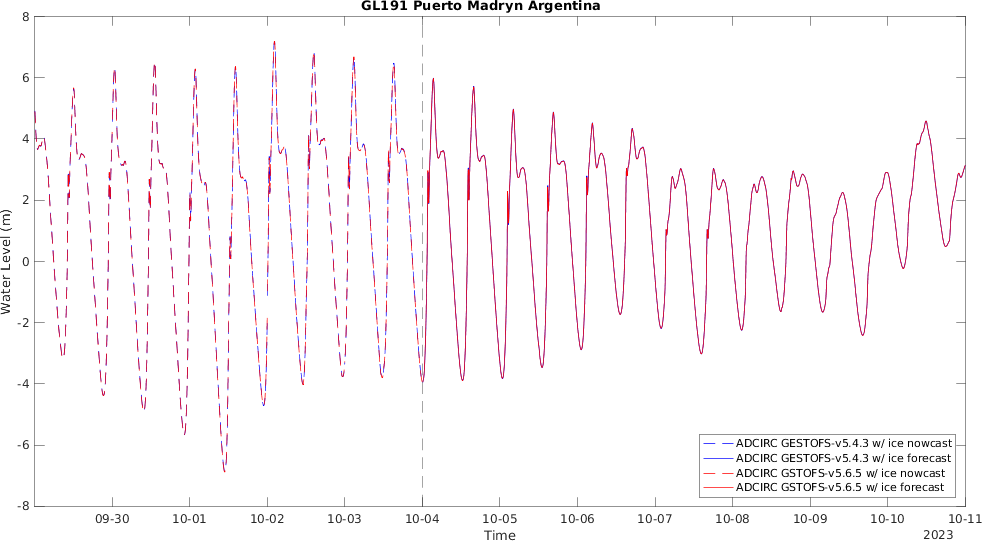 GL191 Puerto Madryn Argentina
8
6
4
2
0
-2
-4
-6
-8
Water Level (m)
09-30 10-01 10-02 10-03 10-04 10-05 10-06 10-07 10-08 10-09 10-10 10-11
Time
2023
ADCIRC GESTOFS-v5.4.3 w/ ice nowcast
ADCIRC GESTOFS-v5.4.3 w/ ice forecast
ADCIRC GSTOFS-v5.6.5 w/ ice nowcast
ADCIRC GSTOFS-v5.6.5 w/ ice forecast